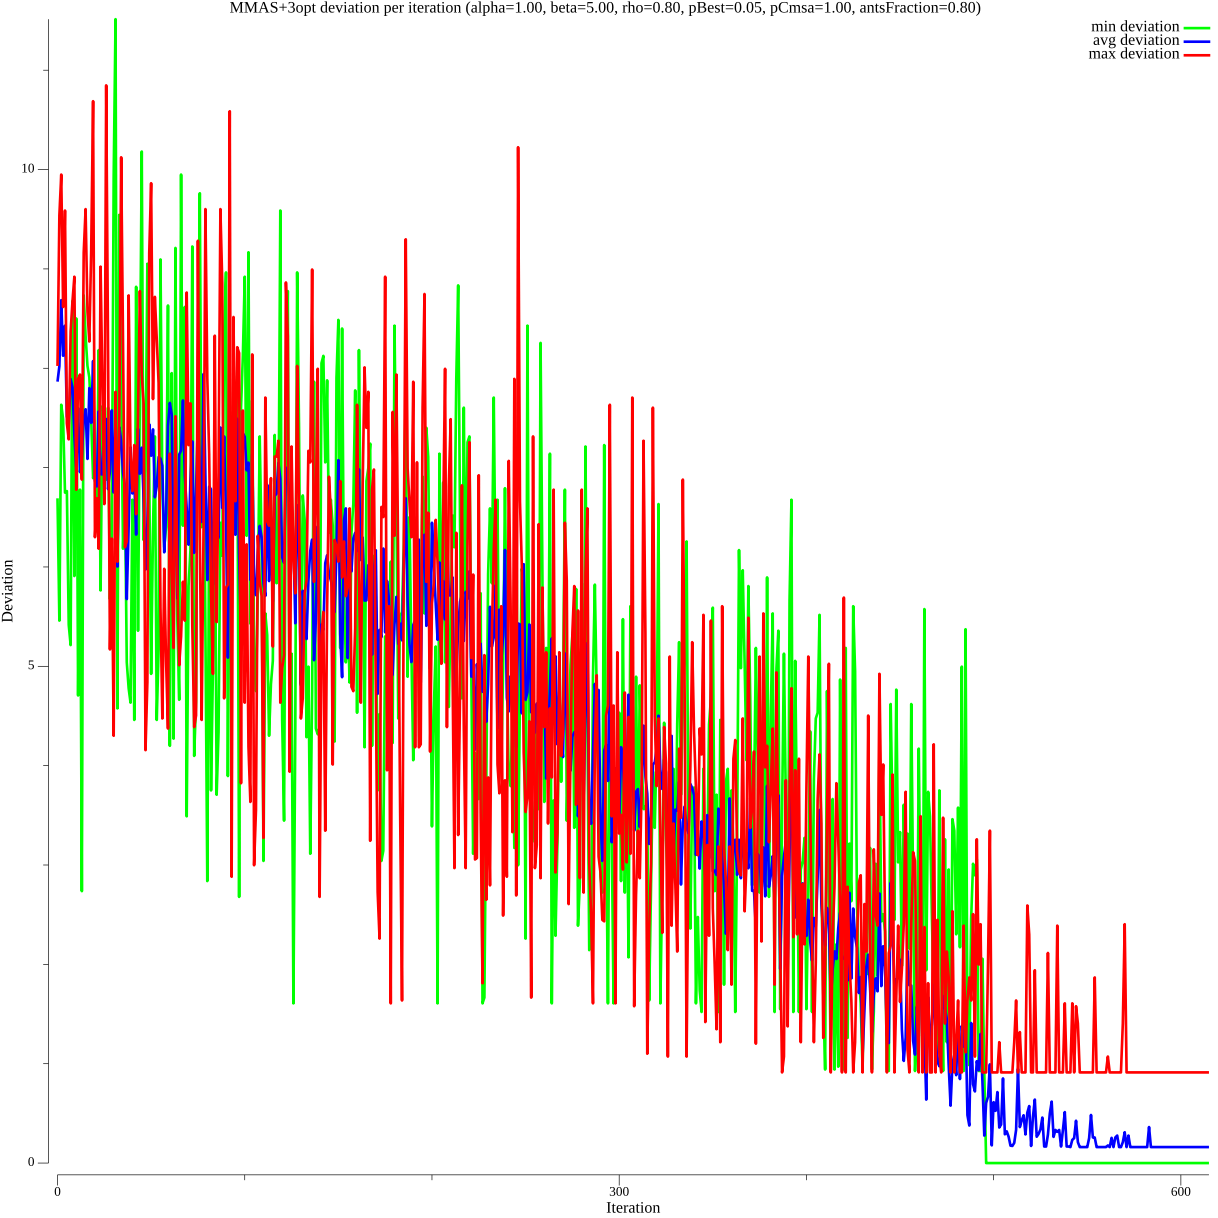 MMAS+3opt deviation per iteration (alpha=1.00, beta=5.00, rho=0.80, pBest=0.05, pCmsa=1.00, antsFraction=0.80)
min deviation
avg deviation
max deviation
10
5
0
Deviation
0
300
600
Iteration